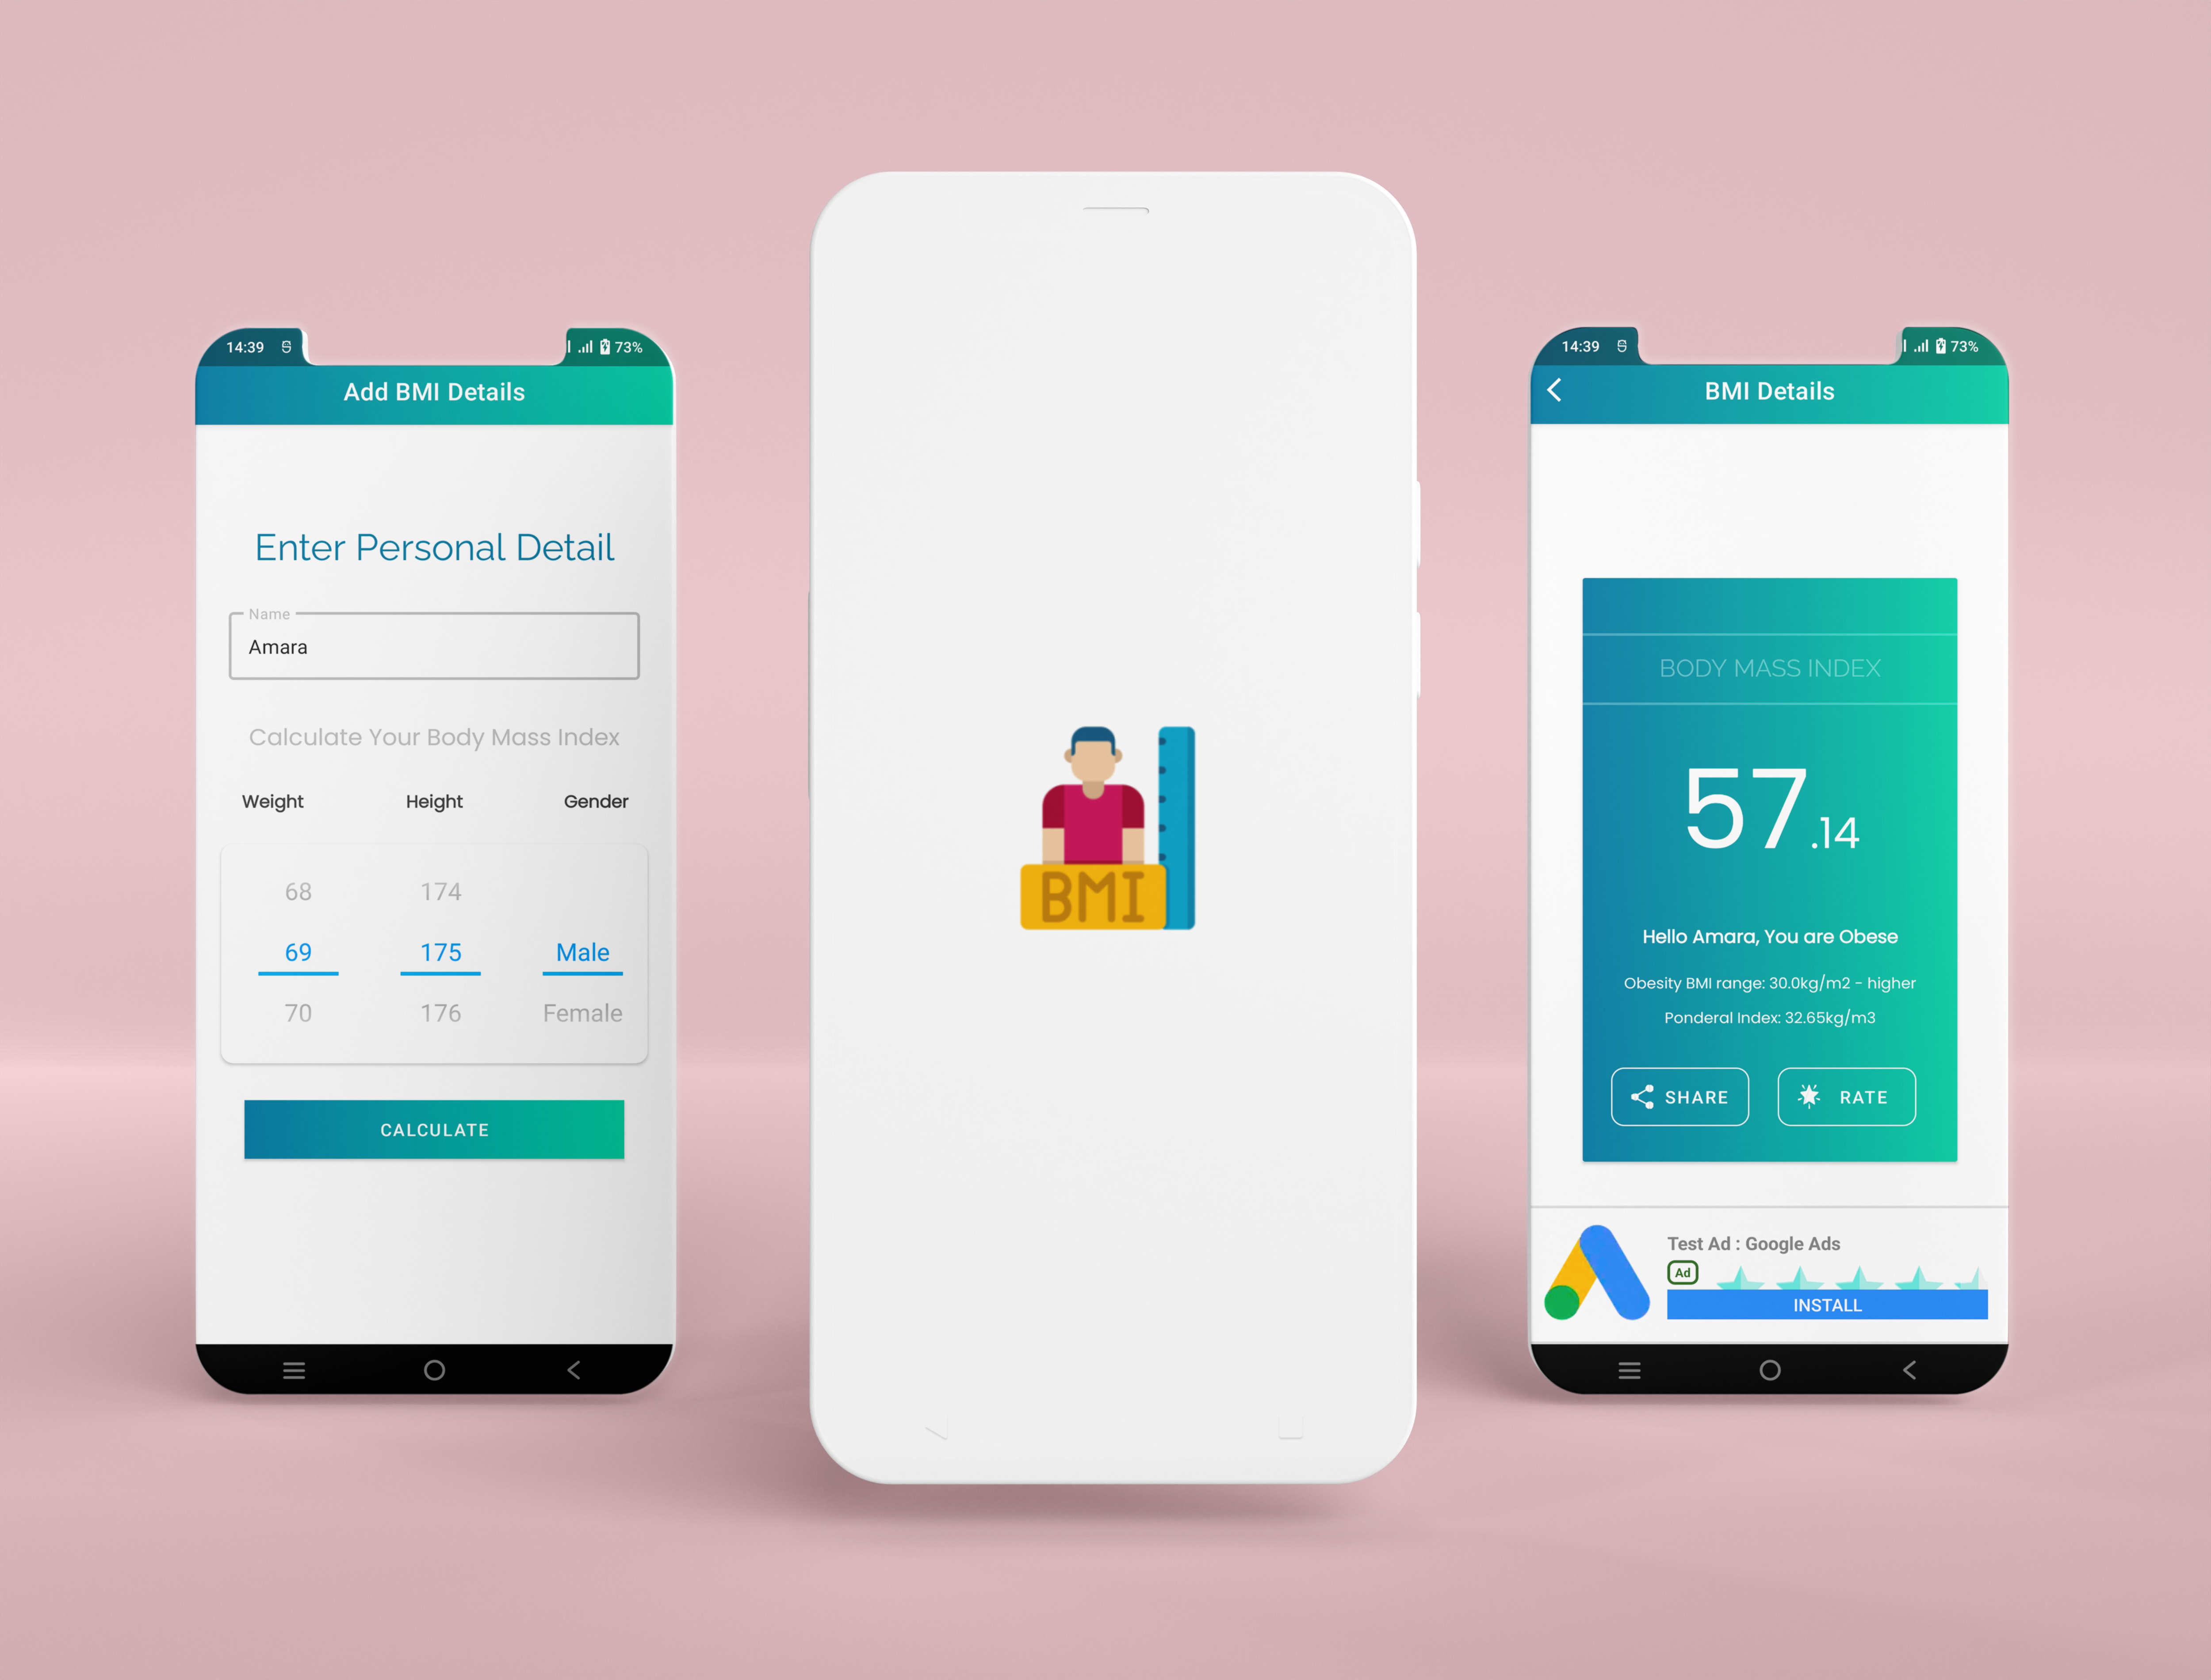 14:39
73%
Add BMI Details
Enter Personal Detail
Name
Amara
Calculate Your Body Mass Index
Weight Height Gender
68 174
69 175 Male
70 176 Female
CALCULATE
BMI
14:39
73%
BMI Details
BODY MASS INDEX
57.14
Hello Amara, You are Obese
Obesity BMI range: 30.0kg/m2 - higher
Ponderal Index: 32.65kg/m3
SHARE RATE
Test Ad : Google Ads
Ad
INSTALL